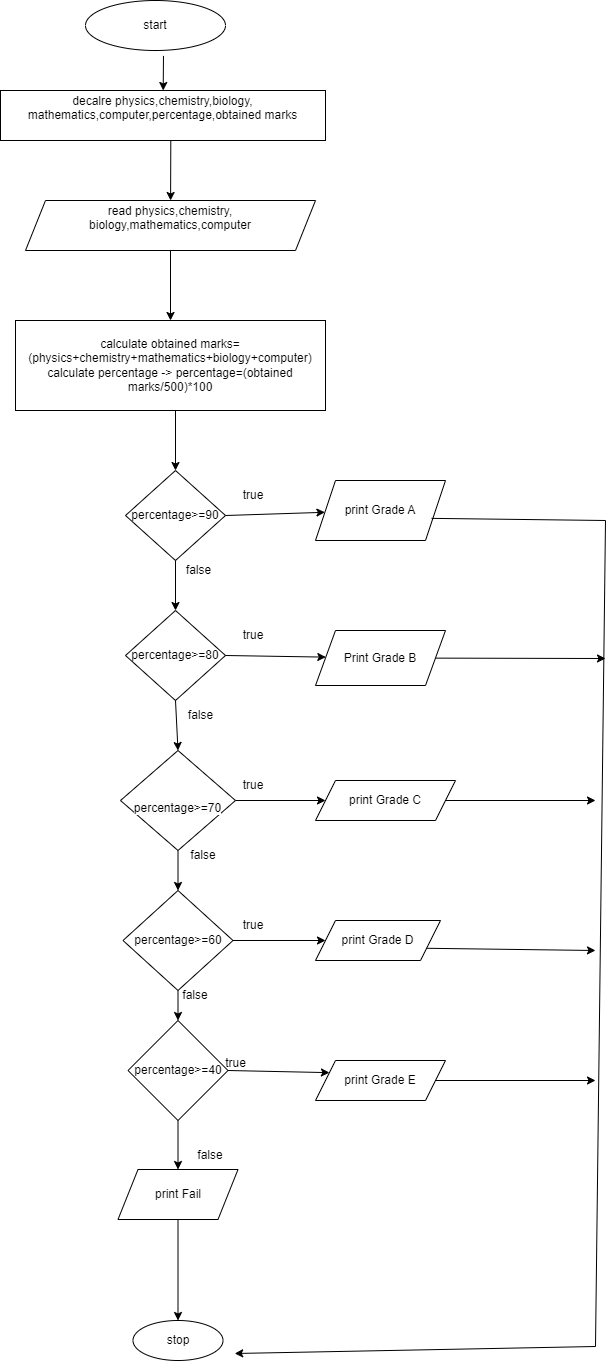 start
decalre physics,chemistry,biology,
mathematics,computer,percentage,obtained marks
read physics,chemistry,
biology,mathematics,computer
calculate obtained marks=
(physics+chemistry+mathematics+biology+computer)
calculate percentage -> percentage=(obtained
marks/500)*100
percentage>=90
true
print Grade A
false
percentage>=80
true
Print Grade B
false
percentage>=70
true
print Grade C
false
percentage>=60
true
print Grade D
false
percentage>=40
true
print Grade E
false
print Fail
stop